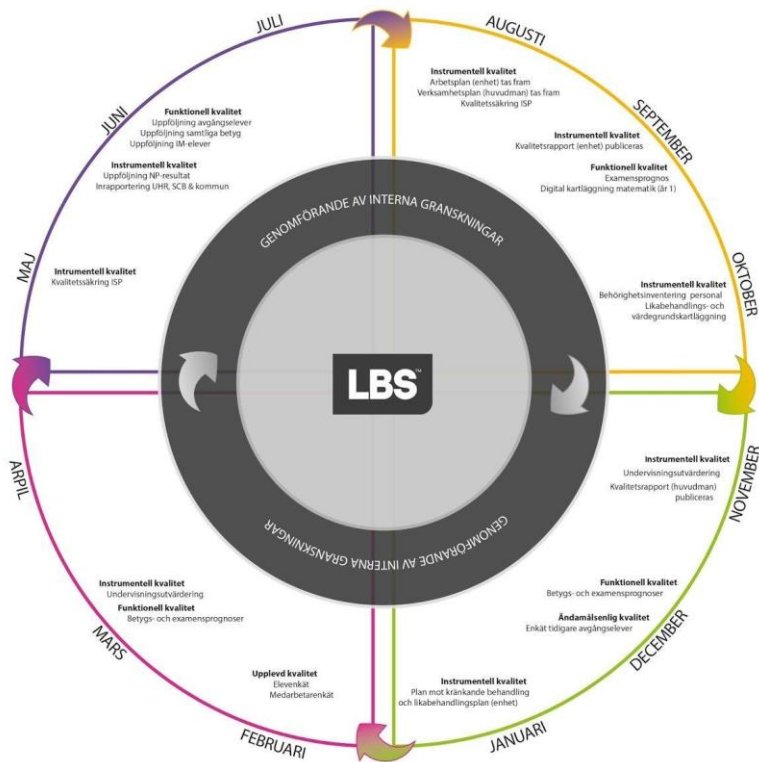 JULI
AUGUSTI
Instrumentell kvalitet
Arbetsplan (enhet) tas fram
Verksamhetsplan (huvudman) tas fram
Kvalitetssäkring ISP
SEPTEMBER
Instrumentell kvalitet
Kvalitetsrapport (enhet) publiceras
Funktionell kvalitet
Examensprognos
Digital kartläggning matematik (år 1)
OKTOBER
Instrumentell kvalitet
Behörighetsinventering personal
Likabehandlings- och
värdegrundskartläggning
NOVEMBER
Instrumentell kvalitet
Undervisningsutvärdering
Kvalitetsrapport (huvudman)
publiceras
DECEMBER
Funktionell kvalitet
Betygs- och examensprognoser
Ändamålsenlig kvalitet
Enkät tidigare avgångselever
JANUARI
Instrumentell kvalitet
Plan mot kränkande behandling
och likabehandlingsplan (enhet)
FEBRUARI
Upplevd kvalitet
Elevenkät
Medarbetarenkät
MARS
Instrumentell kvalitet
Undervisningsutvärdering
Funktionell kvalitet
Betygs- och examensprognoser
ARPIL
MAJ
Intrumentell kvalitet
Kvalitetssäkring ISP
JUNI
Funktionell kvalitet
Uppföljning avgångselever
Uppföljning samtliga betyg
Uppföljning IM-elever
Instrumentell kvalitet
Uppföljning NP-resultat
Inrapportering UHR, SCB & kommun
GENOMFÖRANDE AV INTERNA GRANSKNINGAR
LBS™
GENOMFÖRANDE AV INTERNA GRANSKNINGAR